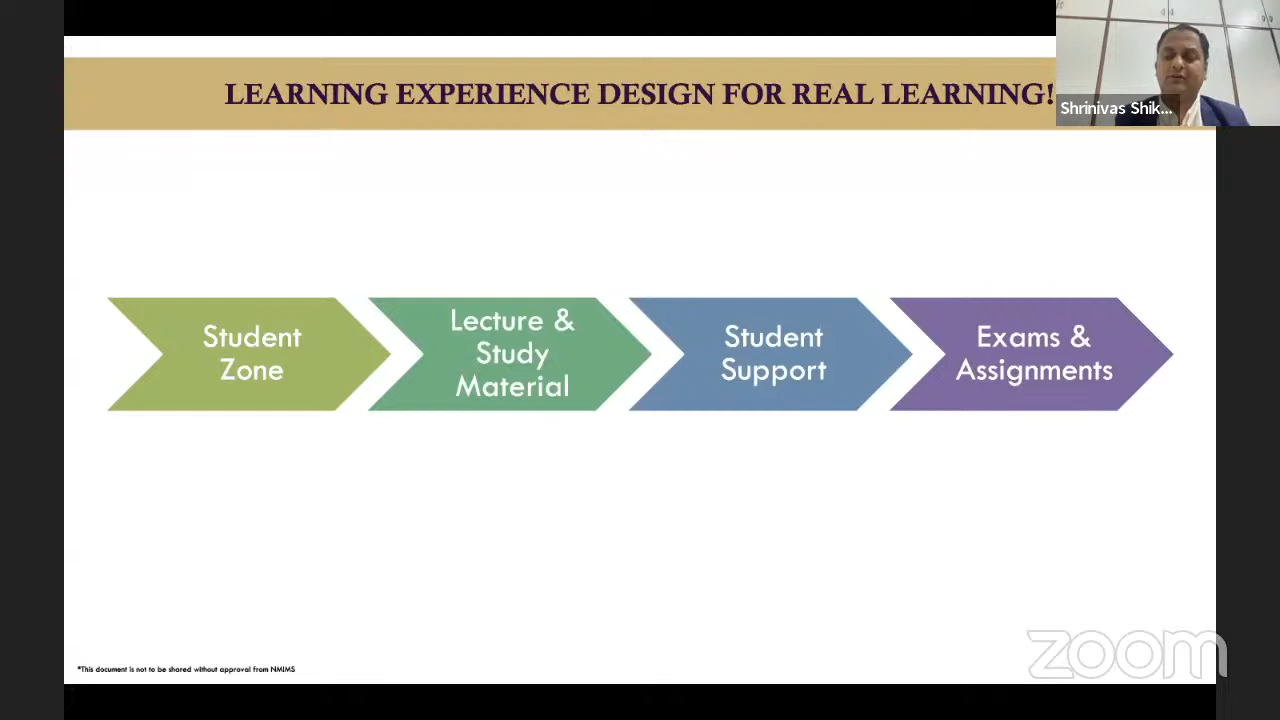 LEARNING EXPERIENCE DESIGN FOR REAL LEARNING!
Shrinivas Shik...
Student
Zone
Lecture &
Study
Material
Student
Support
Exams &
Assignments
*This document is not to be shared without approval from NMIMS
zoom